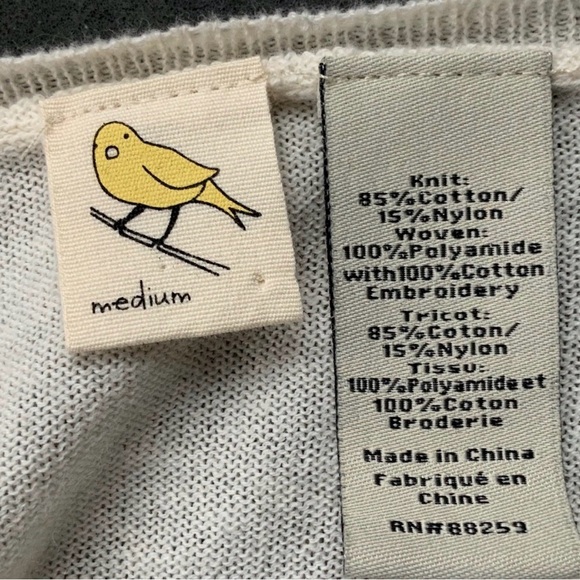 medium
Knit:
85%Cotton/
15%Nylon
Woven:
100%Polyamide
with100%Cotton
Embroidery
Tricot:
85%Coton/
15%Nylon
Tissu:
100%Polyamideet
100%Coton
Broderie
Made in China
Fabriqué en
Chine
RN#88259